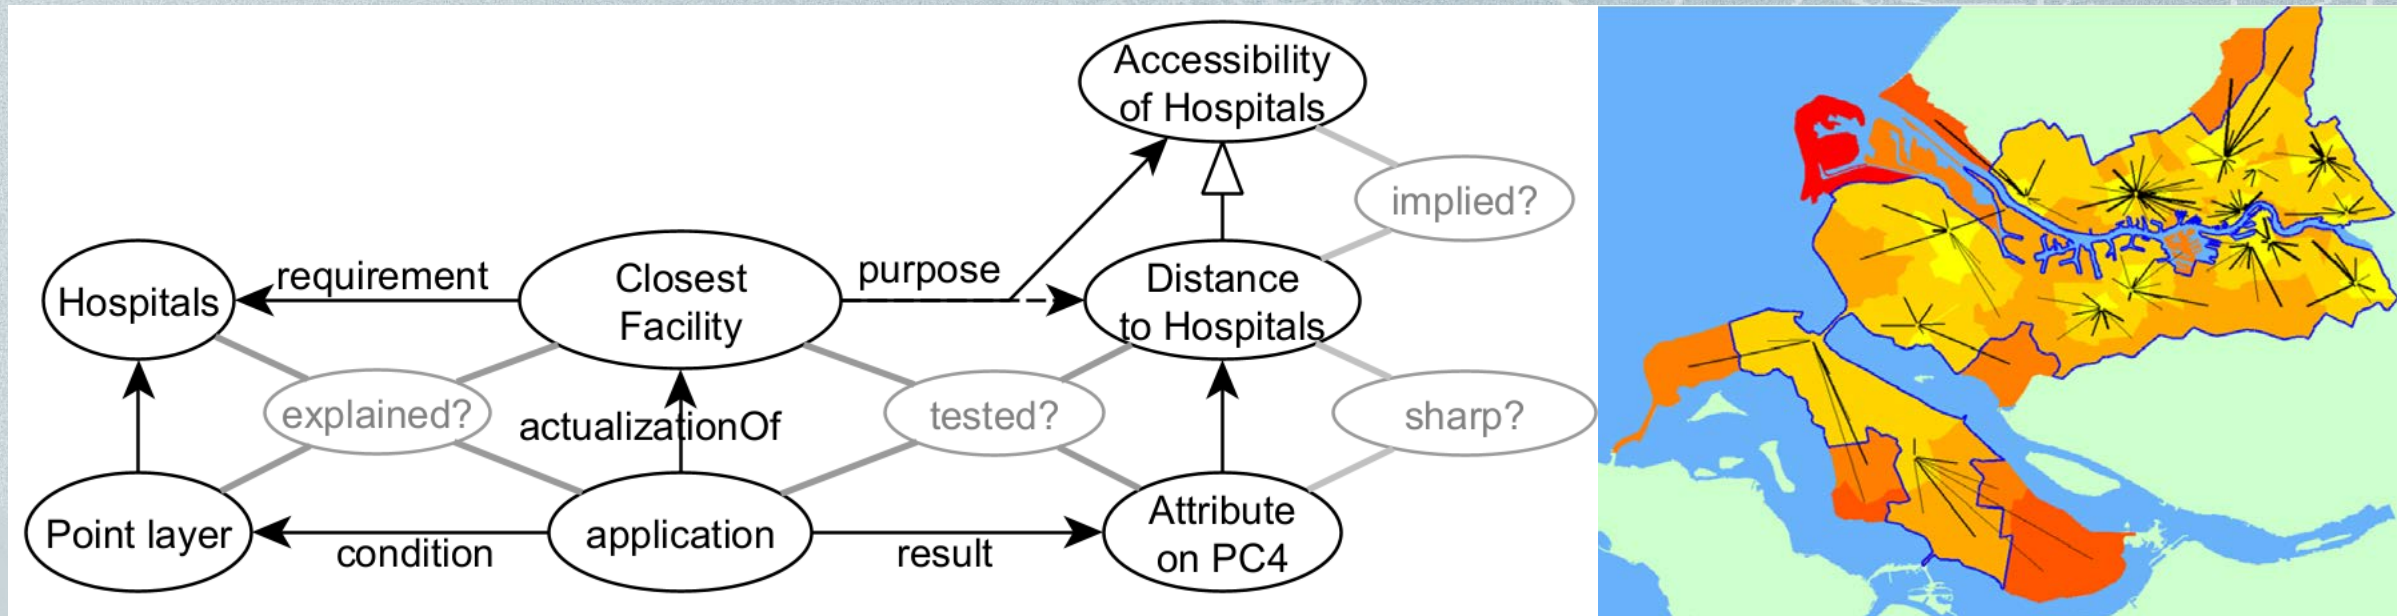 Accessibility
of Hospitals
implied?
Hospitals
requirement
Closest
Facility
purpose
Distance
to Hospitals
explained?
actualizationOf
tested?
sharp?
Point layer
condition
application
result
Attribute
on PC4